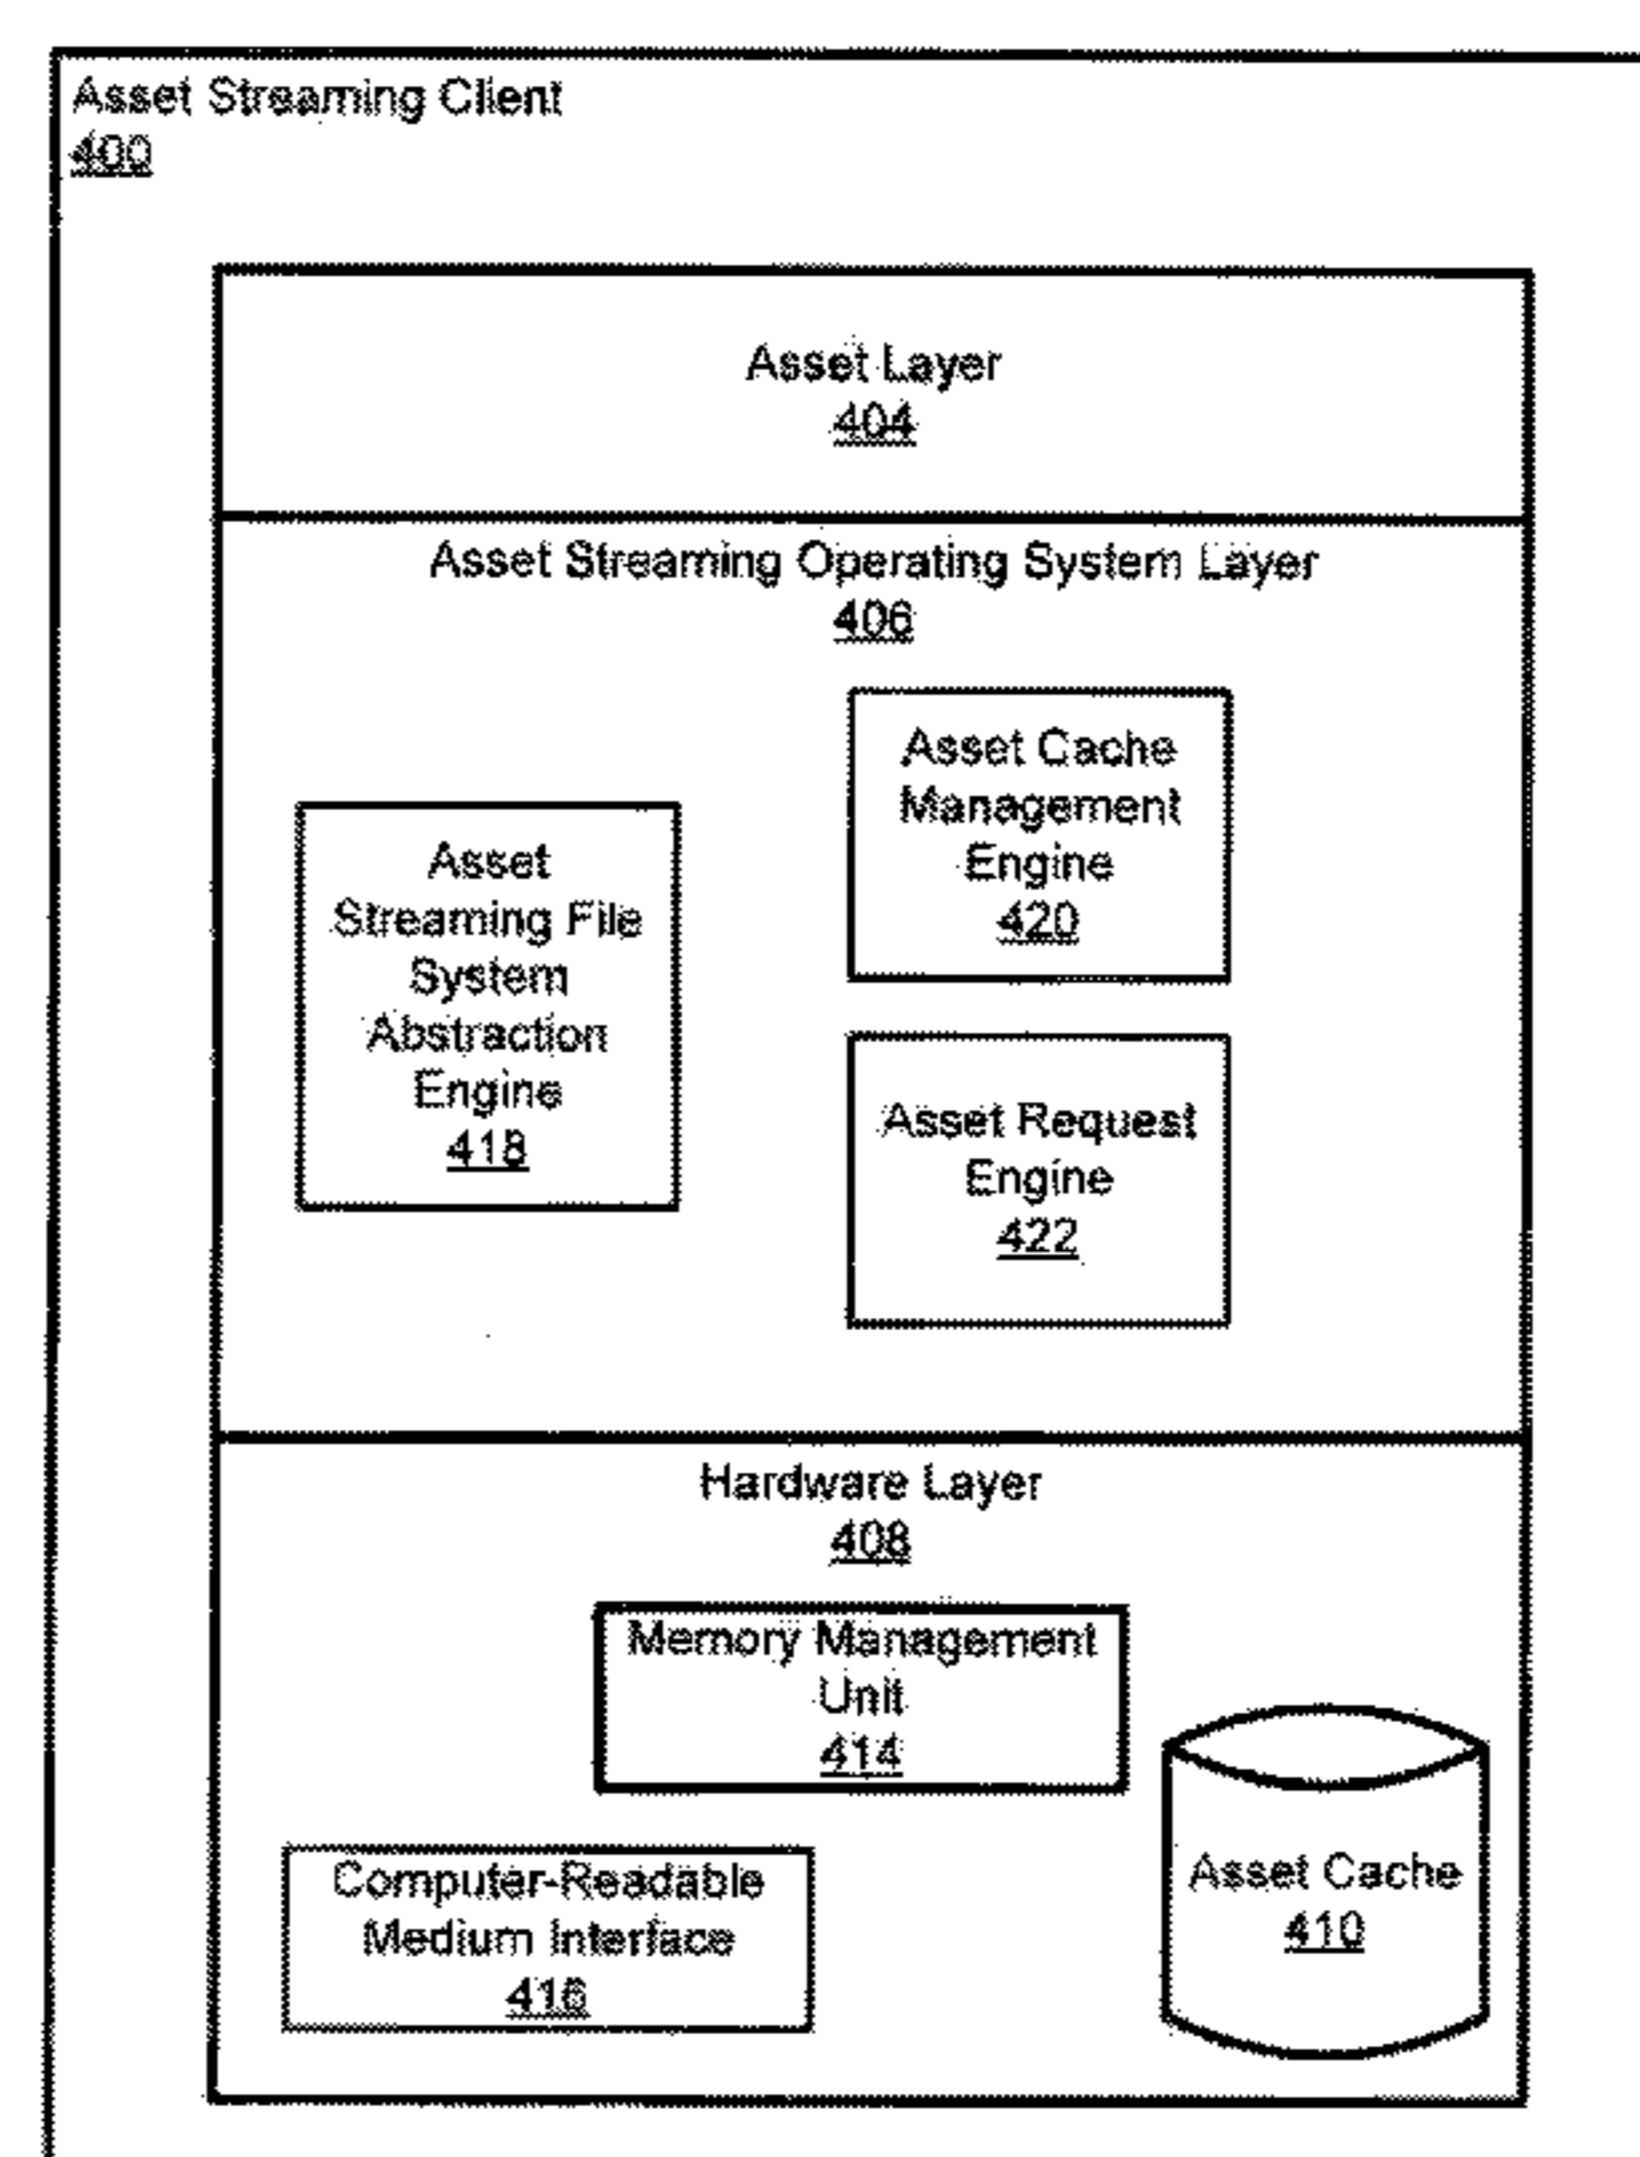 Asset Streaming Client
400
Asset Layer
404
Asset Streaming Operating System Layer
406
Asset Cache
Management
Engine
420
Asset
Streaming File
System
Abstraction
Engine
418
Asset Request
Engine
422
Hardware Layer
408
Memory Management
Unit
414
Asset Cache
410
Computer-Readable
Medium Interface
416